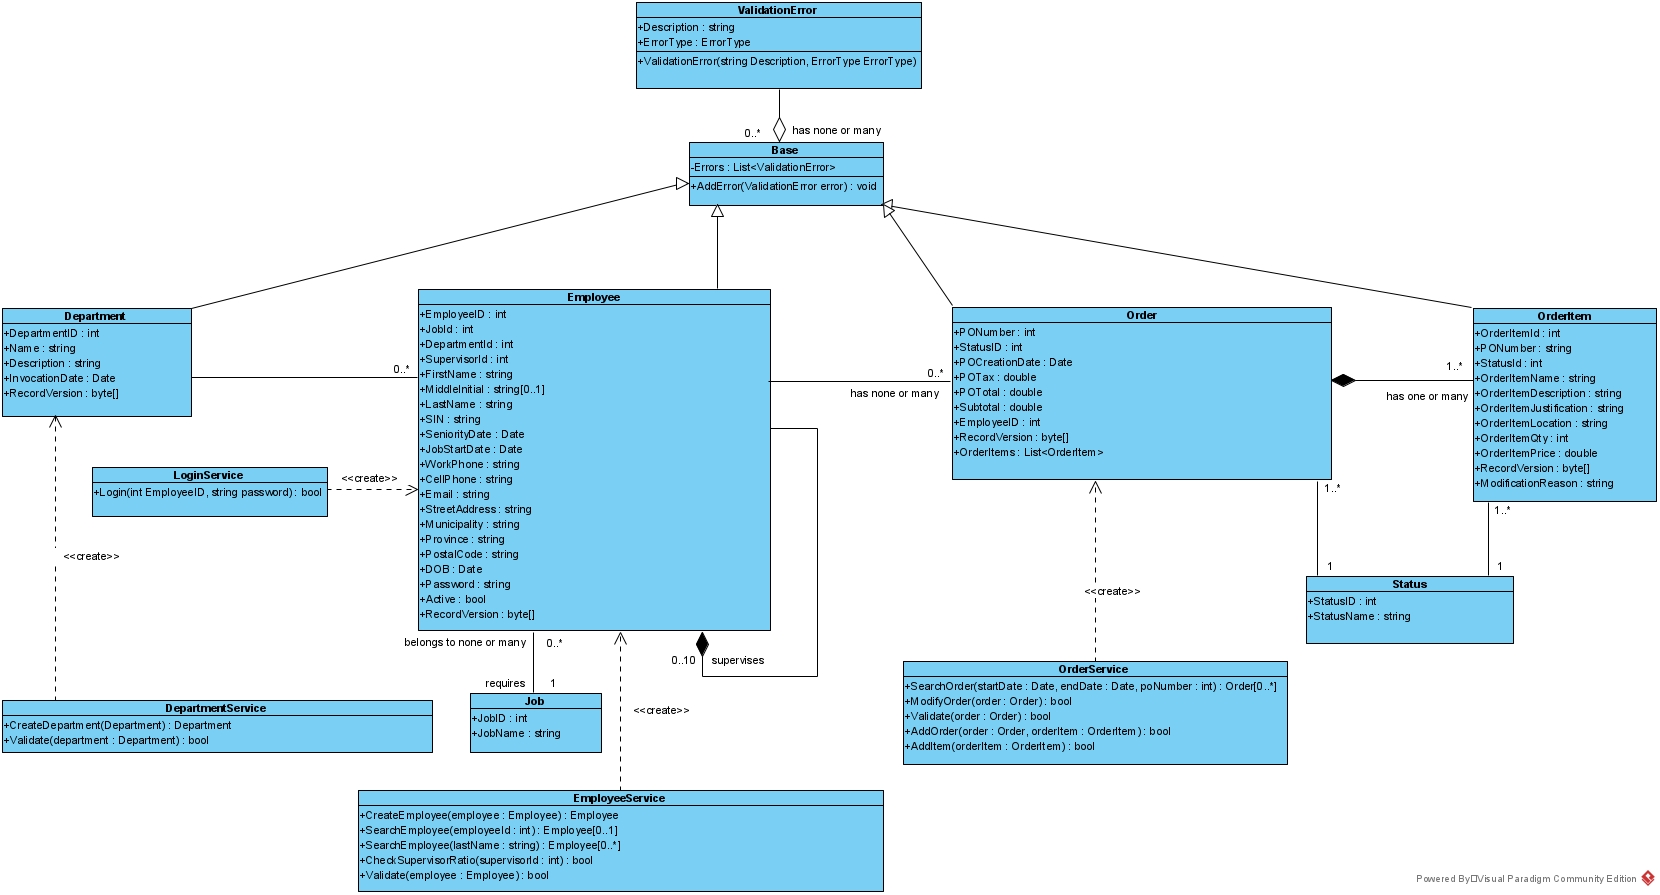 ValidationError
+Description : string
+ErrorType : ErrorType
+ValidationError(string Description, ErrorType ErrorType)
0..*
has none or many
Base
-Errors : List<ValidationError>
+AddError(ValidationError error) : void
Department
+DepartmentID : int
+Name : string
+Description : string
+InvocationDate : Date
+RecordVersion : byte[]
0..*
Employee
+EmployeeID : int
+JobId : int
+DepartmentId : int
+SupervisorId : int
+FirstName : string
+MiddleInitial : string[0..1]
+LastName : string
+SIN : string
+SeniorityDate : Date
+JobStartDate : Date
+WorkPhone : string
+CellPhone : string
+Email : string
+StreetAddress : string
+Municipality : string
+Province : string
+PostalCode : string
+DOB : Date
+Password : string
+Active : bool
+RecordVersion : byte[]
0..*
has none or many
Order
+PONumber : int
+StatusID : int
+POCreationDate : Date
+POTax : double
+POTotal : double
+Subtotal : double
+EmployeeID : int
+RecordVersion : byte[]
+OrderItems : List<OrderItem>
1..*
has one or many
OrderItem
+OrderItemId : int
+PONumber : string
+StatusId : int
+OrderItemName : string
+OrderItemDescription : string
+OrderItemJustification : string
+OrderItemLocation : string
+OrderItemQty : int
+OrderItemPrice : double
+RecordVersion : byte[]
+ModificationReason : string
LoginService
+Login(int EmployeeID, string password) : bool
<<create>>
<<create>>
1..*
1..*
1
1
Status
+StatusID : int
+StatusName : string
<<create>>
belongs to none or many
0..*
0..10
supervises
requires
1
Job
+JobID : int
+JobName : string
<<create>>
OrderService
+SearchOrder(startDate : Date, endDate : Date, poNumber : int) : Order[0..*]
+ModifyOrder(order : Order) : bool
+Validate(order : Order) : bool
+AddOrder(order : Order, orderItem : OrderItem) : bool
+AddItem(orderItem : OrderItem) : bool
DepartmentService
+CreateDepartment(Department) : Department
+Validate(department : Department) : bool
EmployeeService
+CreateEmployee(employee : Employee) : Employee
+SearchEmployee(employeeId : int) : Employee[0..1]
+SearchEmployee(lastName : string) : Employee[0..*]
+CheckSupervisorRatio(supervisorId : int) : bool
+Validate(employee : Employee) : bool
Powered By Visual Paradigm Community Edition